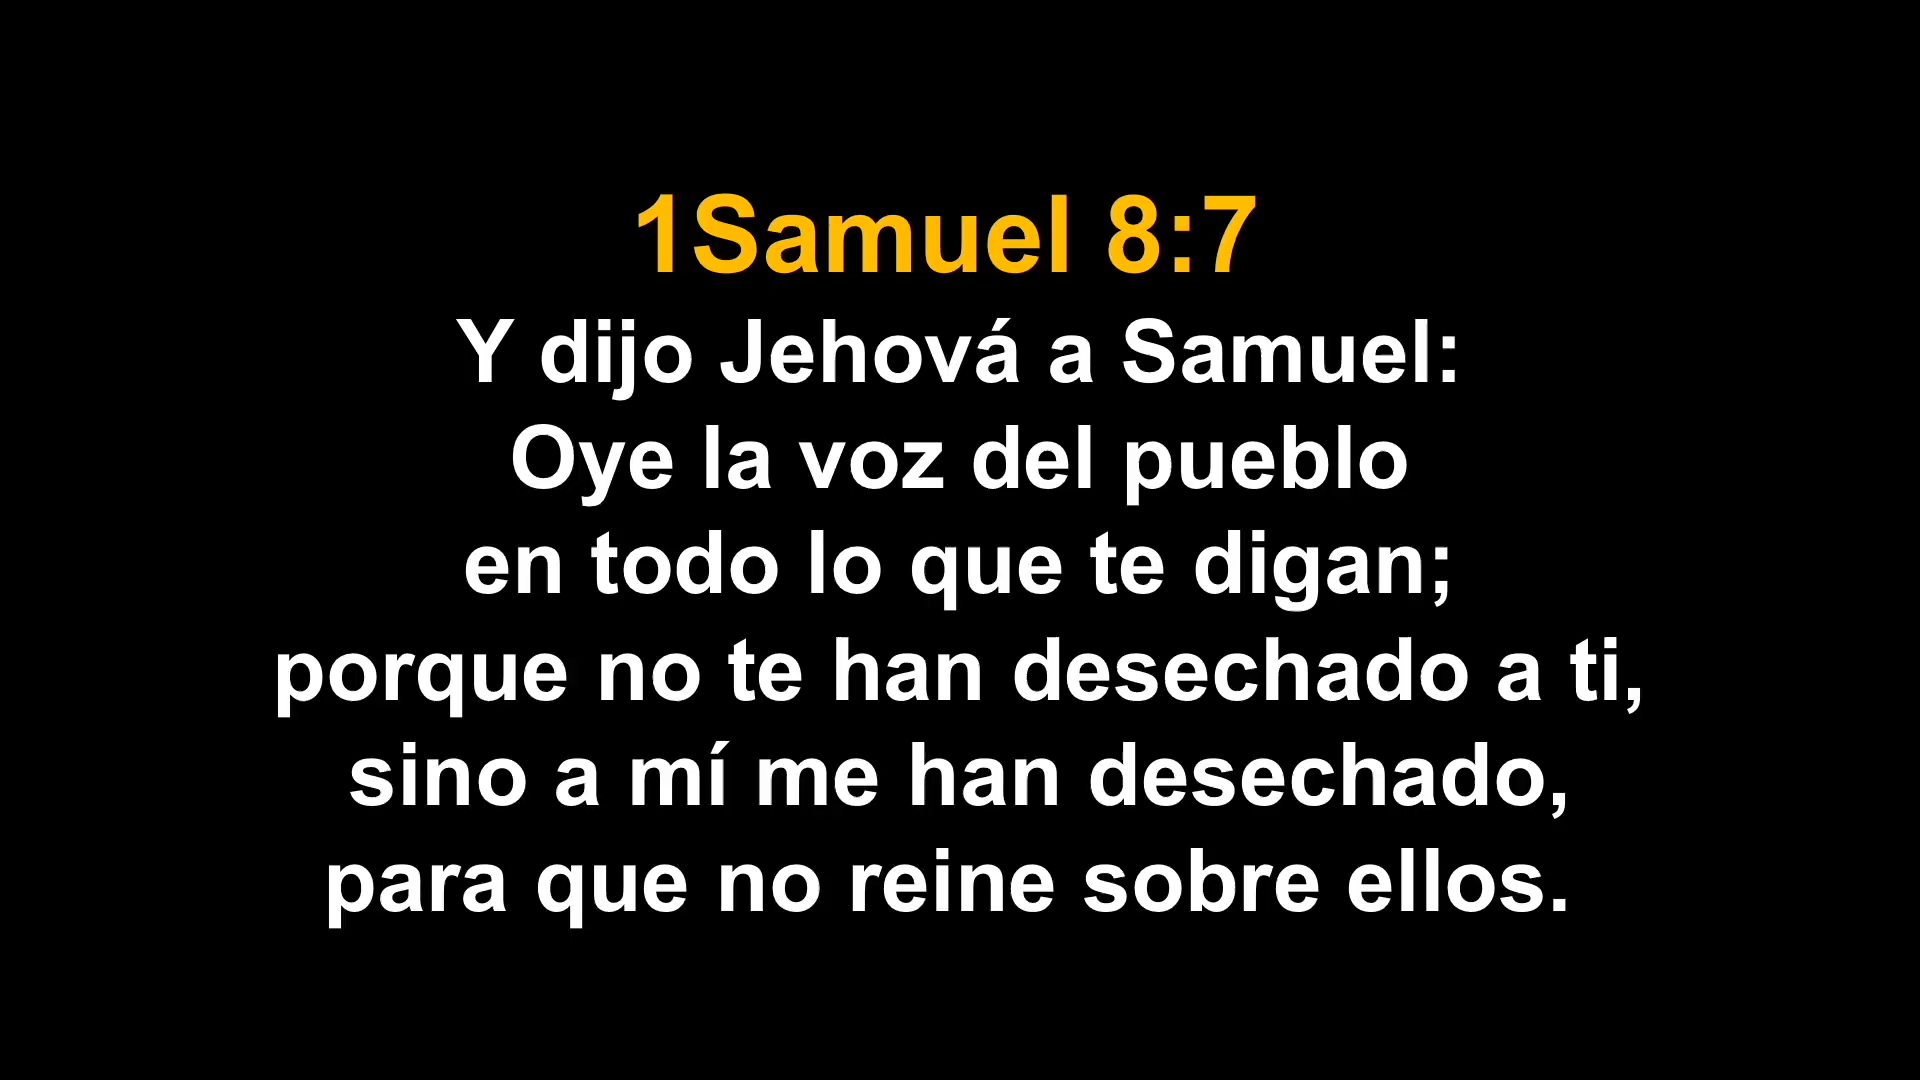 1Samuel 8:7
Y dijo Jehová a Samuel:
Oye la voz del pueblo
en todo lo que te digan;
porque no te han desechado a ti,
sino a mí me han desechado,
para que no reine sobre ellos.